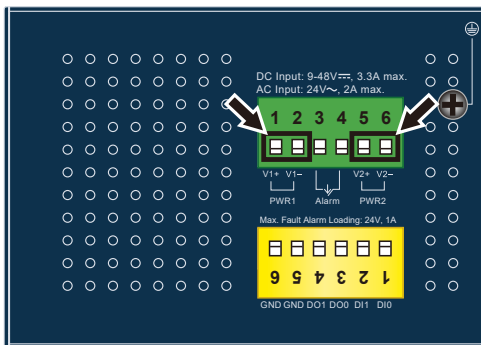 DC Input: 9-48V⎓, 3.3A max.
AC Input: 24V~, 2A max.
1 2 3 4 5 6
V1+ V1- V2+ V2-
PWR1 Alarm PWR2
Max. Fault Alarm Loading: 24V, 1A
6 5 4 3 2 1
GND GND DO1 DO0 DI1 DI0